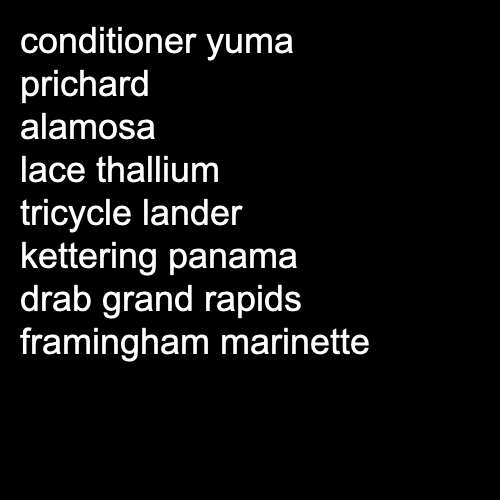 conditioner yuma
prichard
alamosa
lace thallium
tricycle lander
kettering panama
drab grand rapids
framingham marinette